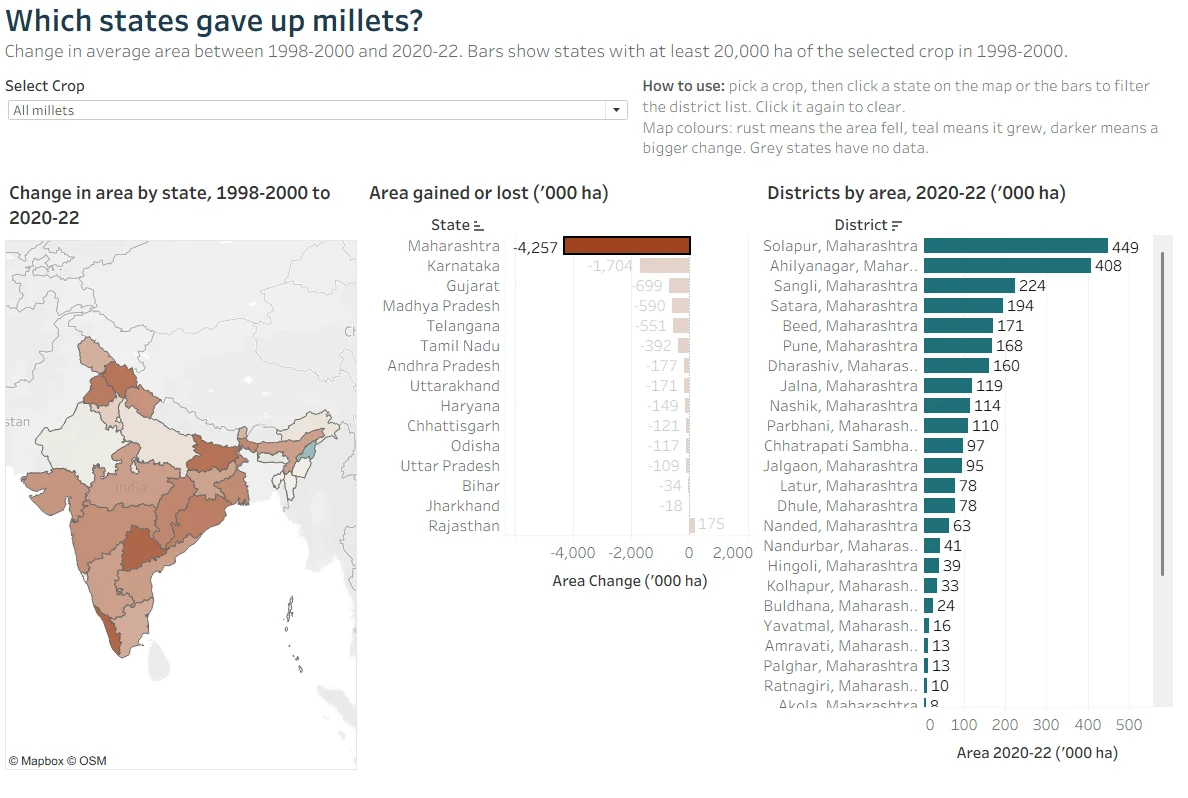 Which states gave up millets?
Change in average area between 1998-2000 and 2020-22. Bars show states with at least 20,000 ha of the selected crop in 1998-2000.
Select Crop
All millets
How to use: pick a crop, then click a state on the map or the bars to filter
the district list. Click it again to clear.
Map colours: rust means the area fell, teal means it grew, darker means a
bigger change. Grey states have no data.
Change in area by state, 1998-2000 to
2020-22
stan
Ch
India
© Mapbox © OSM
Area gained or lost ('000 ha)
State
Maharashtra -4,257
Karnataka -1,704
Gujarat -699
Madhya Pradesh -590
Telangana -551
Tamil Nadu -392
Andhra Pradesh -177
Uttarakhand -171
Haryana -149
Chhattisgarh -121
Odisha -117
Uttar Pradesh -109
Bihar -34
Jharkhand -18
Rajasthan 175
-4,000 -2,000 0 2,000
Area Change ('000 ha)
Districts by area, 2020-22 ('000 ha)
District
Solapur, Maharashtra 449
Ahilyanagar, Mahar.. 408
Sangli, Maharashtra 224
Satara, Maharashtra 194
Beed, Maharashtra 171
Pune, Maharashtra 168
Dharashiv, Maharas.. 160
Jalna, Maharashtra 119
Nashik, Maharashtra 114
Parbhani, Maharash.. 110
Chhatrapati Sambha.. 97
Jalgaon, Maharashtra 95
Latur, Maharashtra 78
Dhule, Maharashtra 78
Nanded, Maharashtra 63
Nandurbar, Maharas.. 41
Hingoli, Maharashtra 39
Kolhapur, Maharash.. 33
Buldhana, Maharash.. 24
Yavatmal, Maharash.. 16
Amravati, Maharash.. 13
Palghar, Maharashtra 13
Ratnagiri, Maharash.. 10
Akola, Maharashtra 8
0 100 200 300 400 500
Area 2020-22 ('000 ha)